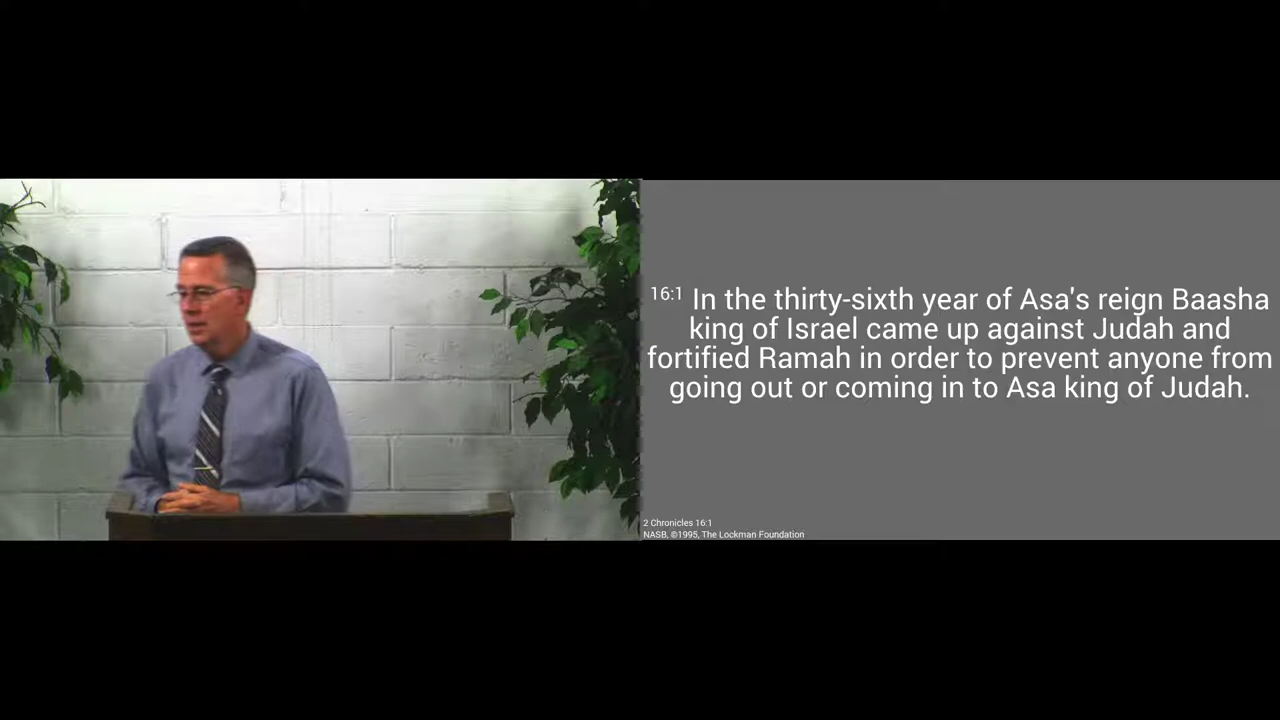 16:1 In the thirty-sixth year of Asa's reign Baasha
king of Israel came up against Judah and
fortified Ramah in order to prevent anyone from
going out or coming in to Asa king of Judah.
2 Chronicles 16:1
NASB, ©1995, The Lockman Foundation